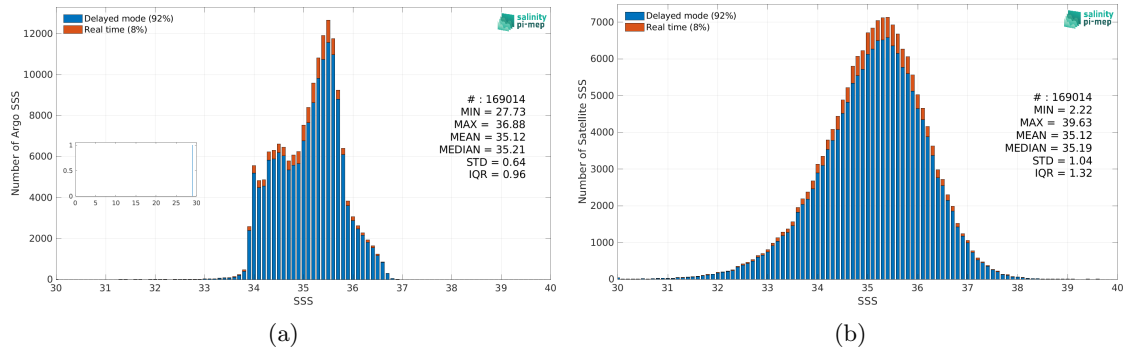 Delayed mode (92%)
Real time (8%)
salinity
pi-mep
12000
10000
8000
6000
4000
2000
0
Number of Argo SSS
# : 169014
MIN = 27.73
MAX = 36.88
MEAN = 35.12
MEDIAN = 35.21
STD = 0.64
IQR = 0.96
1
0.5
0
0 5 10 15 20 25 30
30 31 32 33 34 35 36 37 38 39 40
SSS
(a)
Delayed mode (92%)
Real time (8%)
salinity
pi-mep
7000
6000
5000
4000
3000
2000
1000
0
Number of Satellite SSS
# : 169014
MIN = 2.22
MAX = 39.63
MEAN = 35.12
MEDIAN = 35.19
STD = 1.04
IQR = 1.32
30 31 32 33 34 35 36 37 38 39 40
SSS
(b)